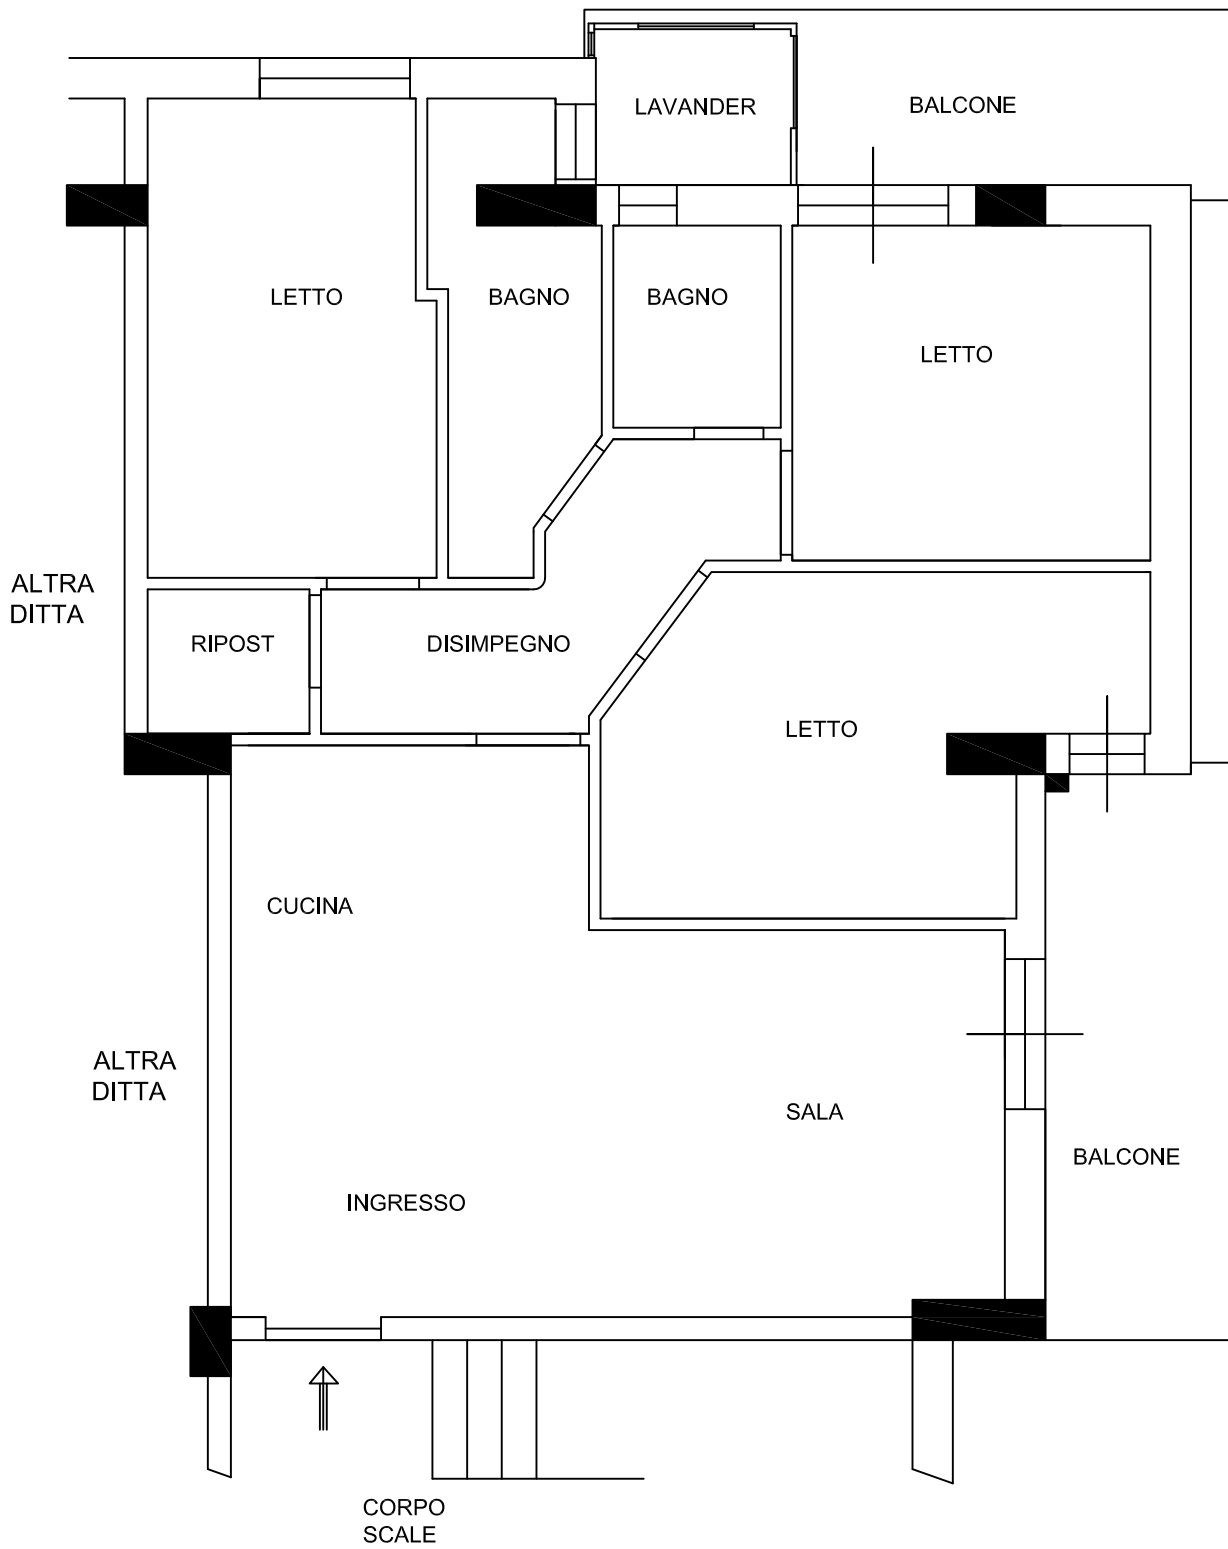 LAVANDER
BALCONE
LETTO
BAGNO
BAGNO
LETTO
ALTRA
DITTA
RIPOST
DISIMPEGNO
LETTO
CUCINA
ALTRA
DITTA
SALA
BALCONE
INGRESSO
CORPO
SCALE